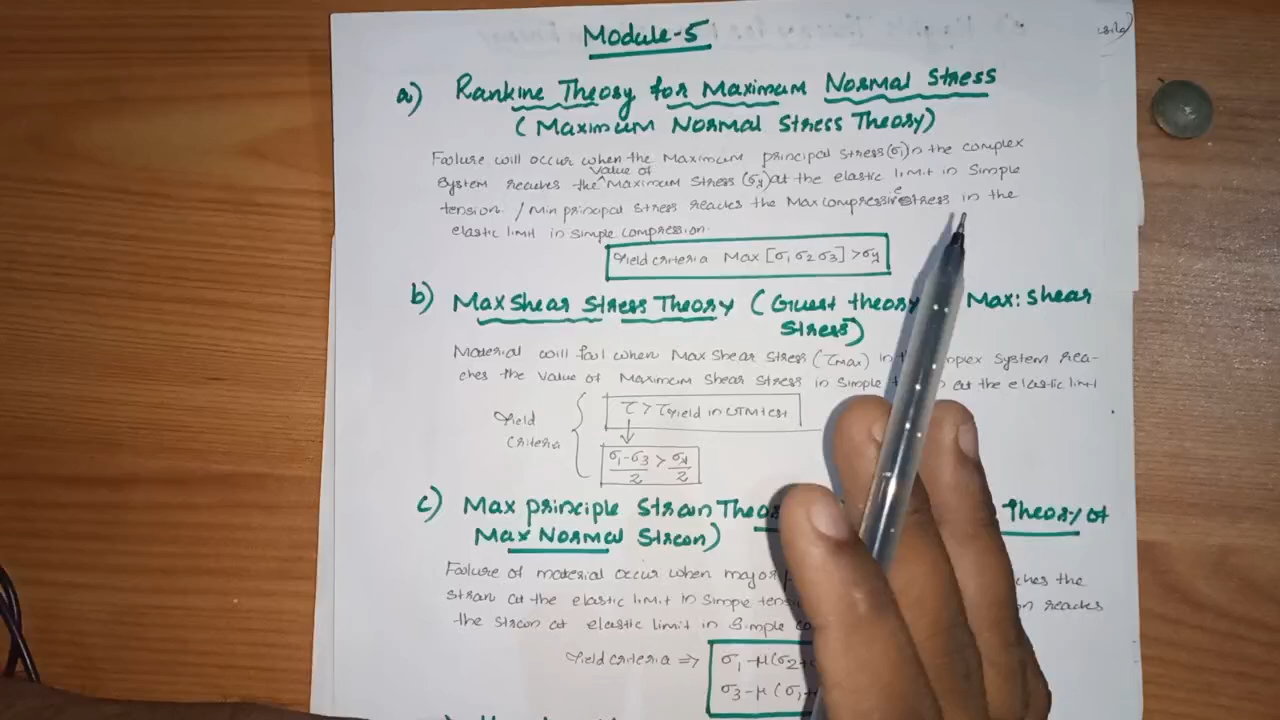 Module-5
a) Rankine Theory for Maximum Normal Stress
(Maximum Normal Stress Theory)
Failure will occur when the Maximum principal stress (σ1) in the complex
value of
System reaches the ^ Maximum stress (σy) at the elastic limit in simple
tension. / Min principal stress reaches the Max compressive stress in the
elastic limit in simple compression.
Yield criteria Max [σ1 σ2 σ3] > σy
b) Max Shear Stress Theory (Guest theory Max: Shear
Stress)
Material will fail when Max Shear Stress (τMax) in system rea-
ches the value of Maximum shear stress in simple at the elastic limit
Yield
criteria
τ > τyield in UTM test
σ1-σ3/2 > σy/2
c) Max principle Strain Theory of
Max Normal Strain)
Failure of material occur when major the
strain at the elastic limit in simple reaches
the strain at elastic limit in simple
Yield criteria ⇒ σ1-μ(σ2+
σ3-μ(σ1+